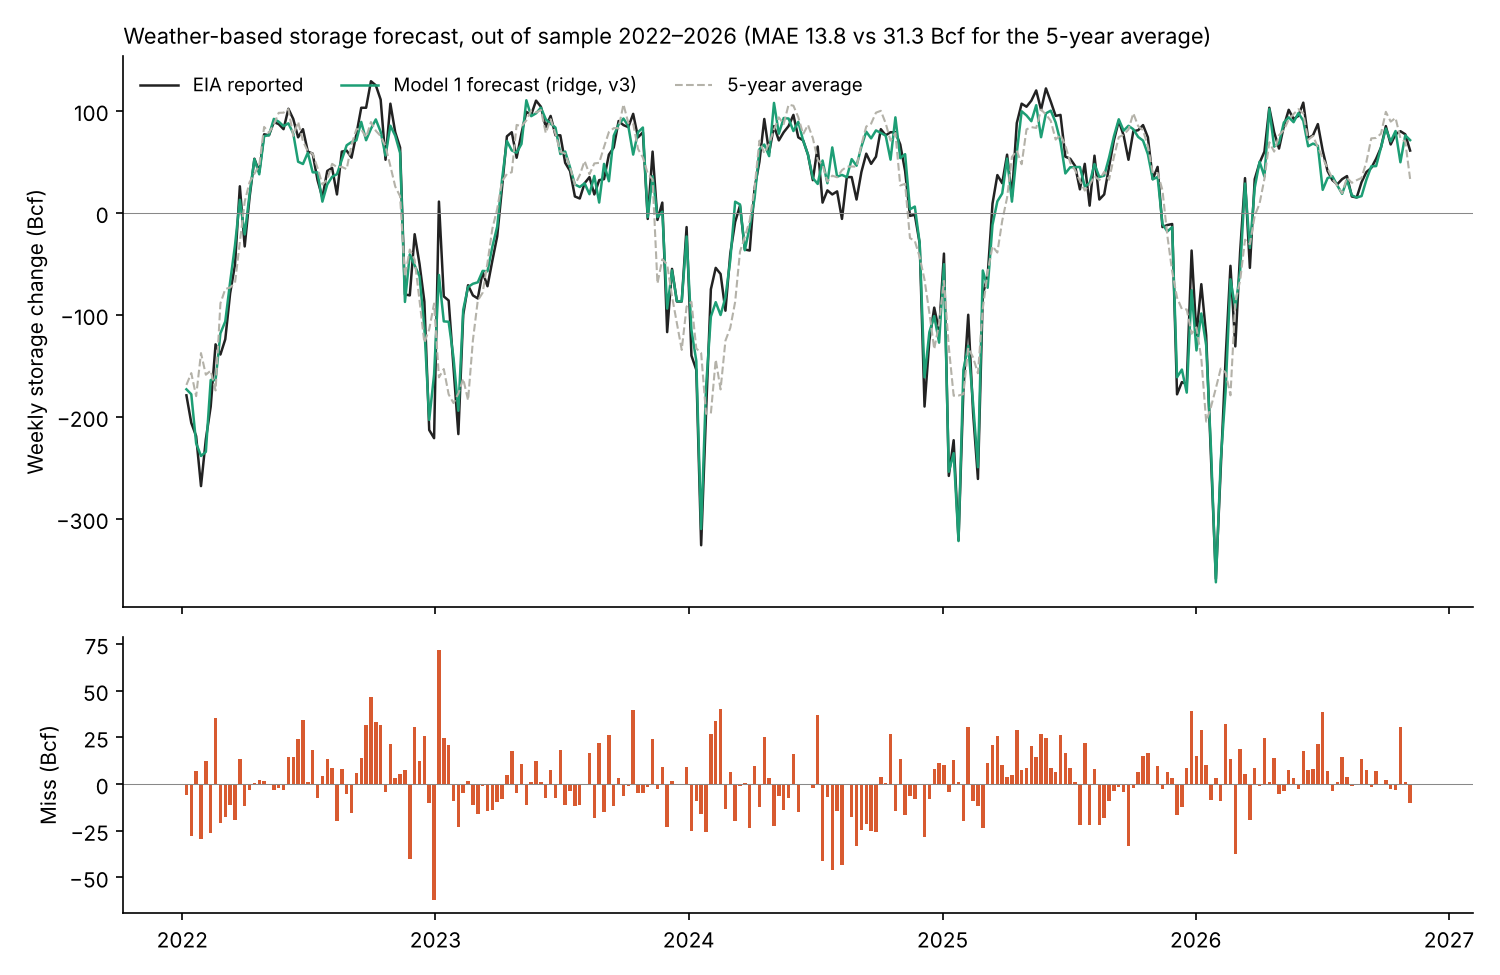 Weather-based storage forecast, out of sample 2022–2026 (MAE 13.8 vs 31.3 Bcf for the 5-year average)
EIA reported
Model 1 forecast (ridge, v3)
5-year average
Weekly storage change (Bcf)
100
0
−100
−200
−300
Miss (Bcf)
75
50
25
0
−25
−50
2022
2023
2024
2025
2026
2027